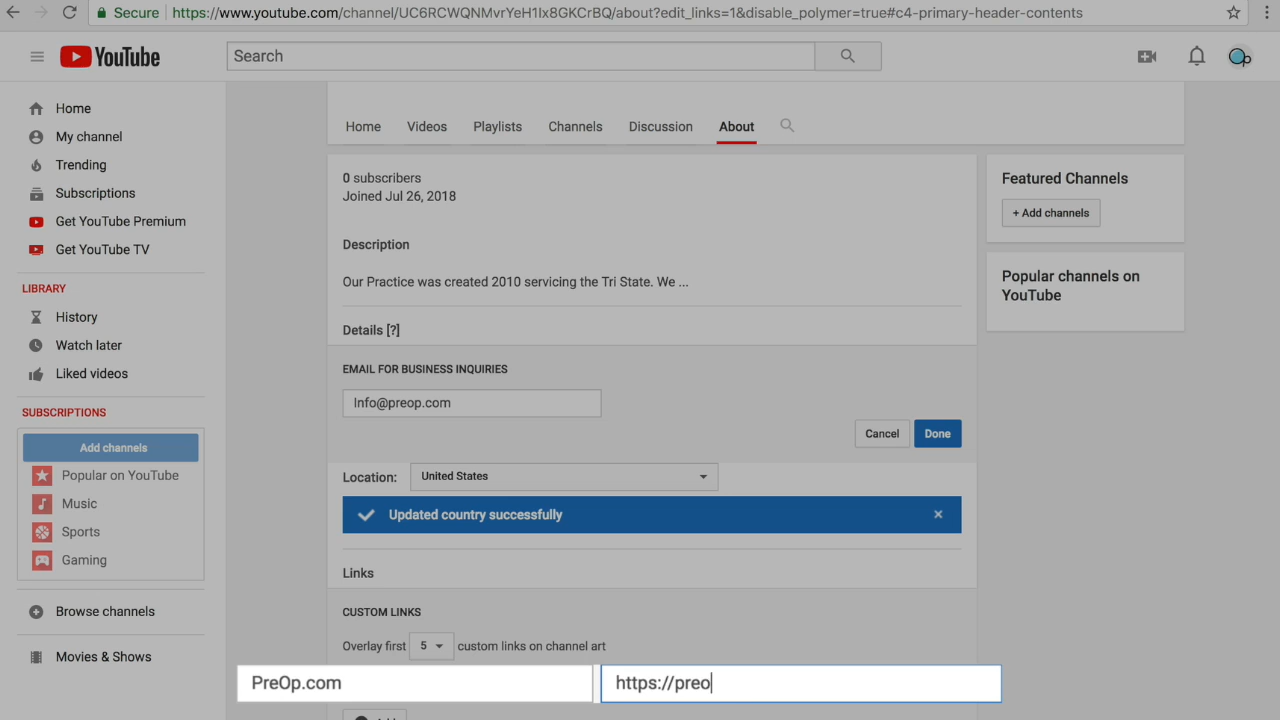 Secure https://www.youtube.com/channel/UC6RCWQNMvrYeH1Ix8GKCrBQ/about?edit_links=1&disable_polymer=true#c4-primary-header-contents
YouTube
Search
Home
My channel
Trending
Subscriptions
Get YouTube Premium
Get YouTube TV
LIBRARY
History
Watch later
Liked videos
SUBSCRIPTIONS
Add channels
Popular on YouTube
Music
Sports
Gaming
Browse channels
Movies & Shows
Home Videos Playlists Channels Discussion About
0 subscribers
Joined Jul 26, 2018
Description
Our Practice was created 2010 servicing the Tri State. We ...
Details [?]
EMAIL FOR BUSINESS INQUIRIES
Info@preop.com
Cancel Done
Location: United States
Updated country successfully
Links
CUSTOM LINKS
Overlay first 5 custom links on channel art
PreOp.com https://preo
Featured Channels
+ Add channels
Popular channels on
YouTube